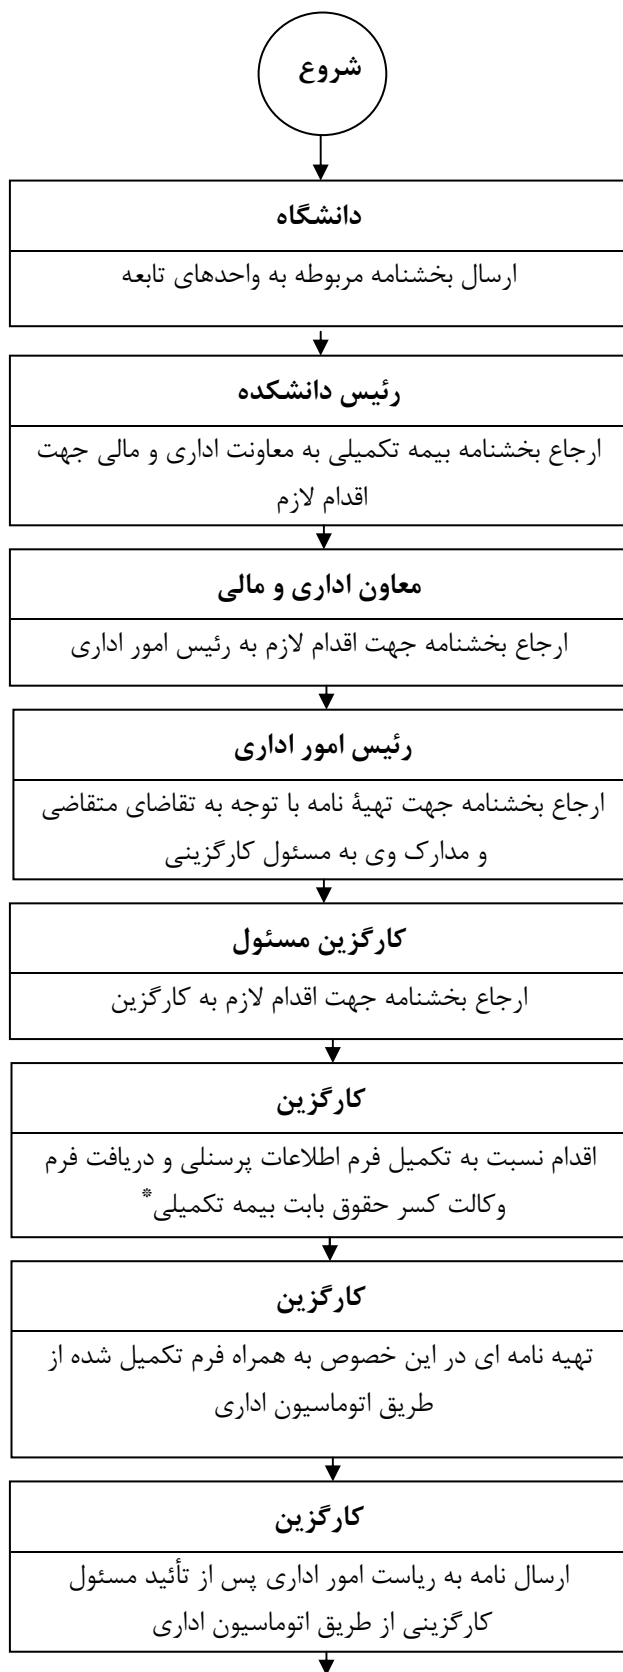 شروع
دانشگاه
ارسال بخشنامه مربوطه به واحدهای تابعه
رئیس دانشکده
ارجاع بخشنامه بیمه تکمیلی به معاونت اداری و مالی جهت
اقدام لازم
معاون اداری و مالی
ارجاع بخشنامه جهت اقدام لازم به رئیس امور اداری
رئیس امور اداری
ارجاع بخشنامه جهت تهیۀ نامه با توجه به تقاضای متقاضی
و مدارک وی به مسئول کارگزینی
کارگزین مسئول
ارجاع بخشنامه جهت اقدام لازم به کارگزین
کارگزین
اقدام نسبت به تکمیل فرم اطلاعات پرسنلی و دریافت فرم
وکالت کسر حقوق بابت بیمه تکمیلی*
کارگزین
تهیه نامه ای در این خصوص به همراه فرم تکمیل شده از
طریق اتوماسیون اداری
کارگزین
ارسال نامه به ریاست امور اداری پس از تأئید مسئول
کارگزینی از طریق اتوماسیون اداری